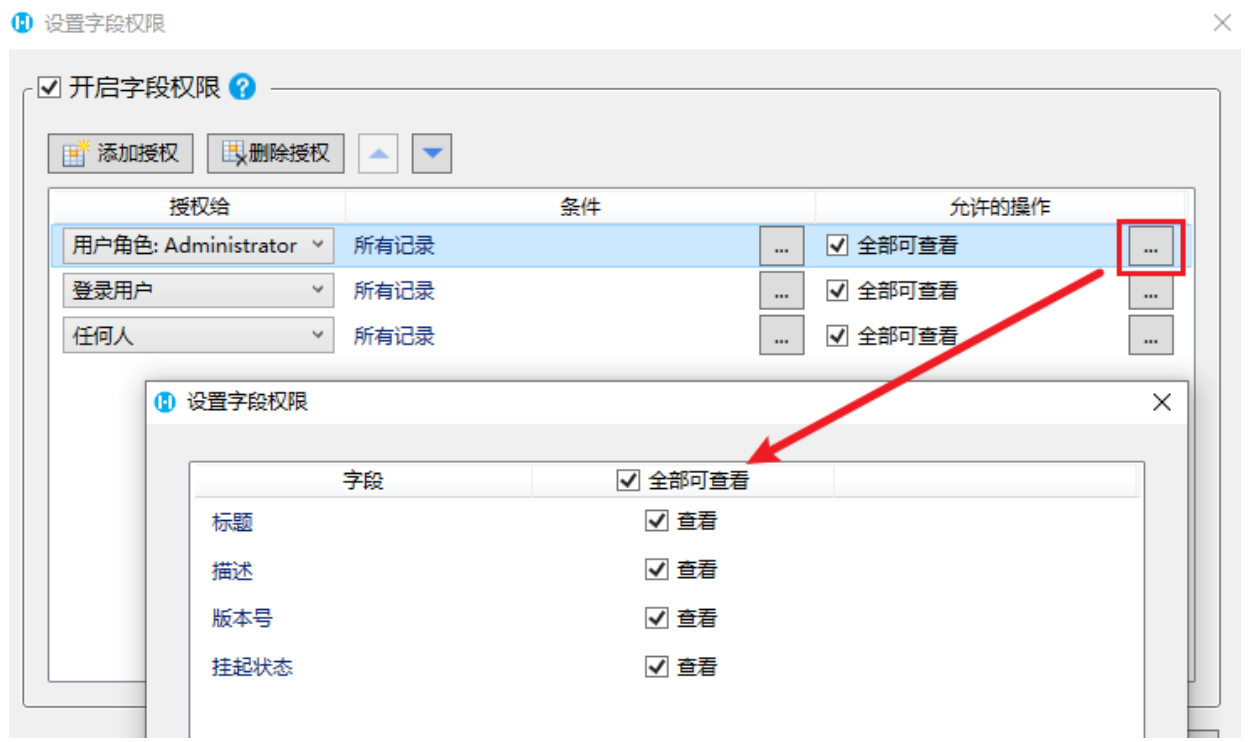 设置字段权限
开启字段权限 ?
添加授权 删除授权
授权给 条件 允许的操作
用户角色: Administrator 所有记录 ... 全部可查看 ...
登录用户 所有记录 ... 全部可查看 ...
任何人 所有记录 ... 全部可查看 ...
设置字段权限
字段 全部可查看
标题 查看
描述 查看
版本号 查看
挂起状态 查看